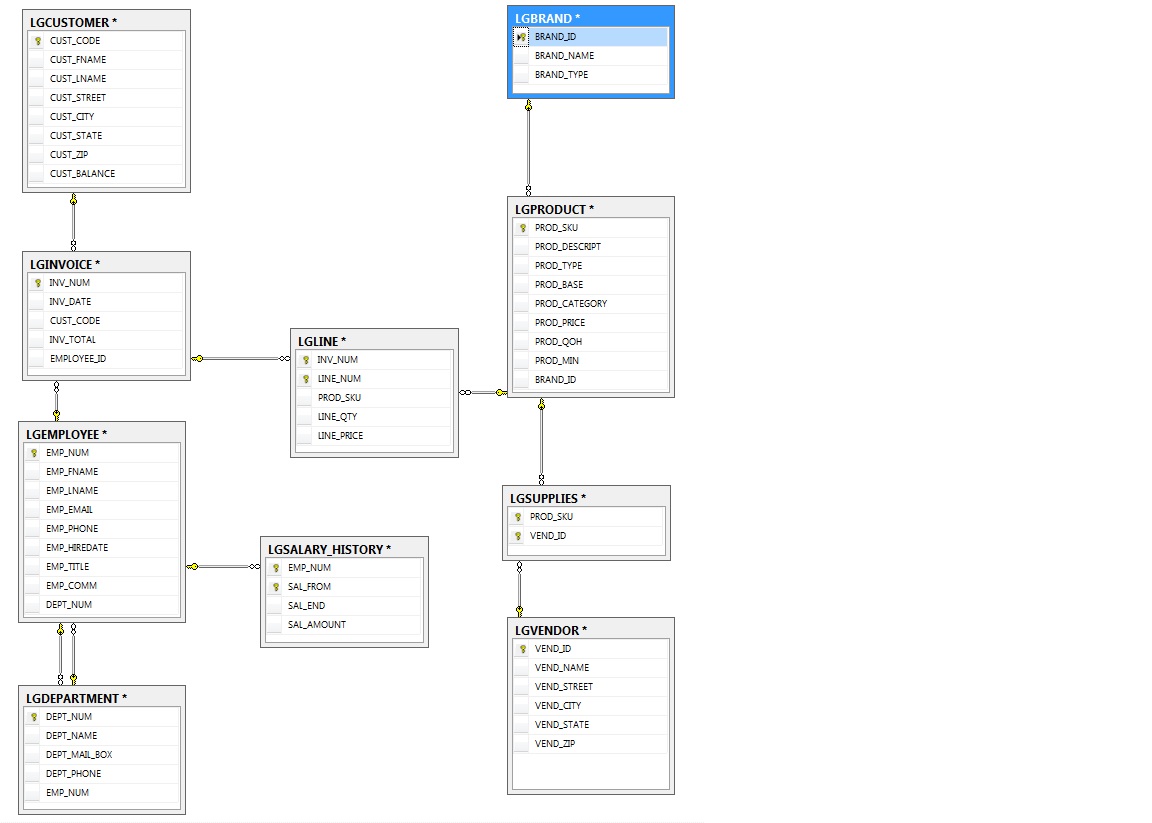 LGCUSTOMER *
CUST_CODE
CUST_FNAME
CUST_LNAME
CUST_STREET
CUST_CITY
CUST_STATE
CUST_ZIP
CUST_BALANCE
LGINVOICE *
INV_NUM
INV_DATE
CUST_CODE
INV_TOTAL
EMPLOYEE_ID
LGEMPLOYEE *
EMP_NUM
EMP_FNAME
EMP_LNAME
EMP_EMAIL
EMP_PHONE
EMP_HIREDATE
EMP_TITLE
EMP_COMM
DEPT_NUM
LGDEPARTMENT *
DEPT_NUM
DEPT_NAME
DEPT_MAIL_BOX
DEPT_PHONE
EMP_NUM
LGLINE *
INV_NUM
LINE_NUM
PROD_SKU
LINE_QTY
LINE_PRICE
LGSALARY_HISTORY *
EMP_NUM
SAL_FROM
SAL_END
SAL_AMOUNT
LGBRAND *
BRAND_ID
BRAND_NAME
BRAND_TYPE
LGPRODUCT *
PROD_SKU
PROD_DESCRIPT
PROD_TYPE
PROD_BASE
PROD_CATEGORY
PROD_PRICE
PROD_QOH
PROD_MIN
BRAND_ID
LGSUPPLIES *
PROD_SKU
VEND_ID
LGVENDOR *
VEND_ID
VEND_NAME
VEND_STREET
VEND_CITY
VEND_STATE
VEND_ZIP